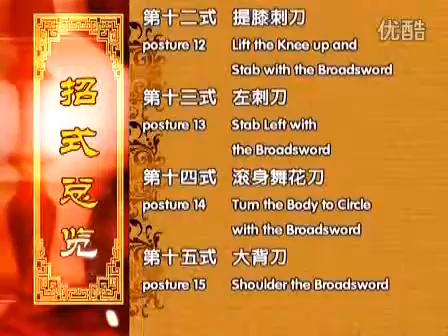 优酷
招式总览
第十二式 提膝刺刀
posture 12 Lift the Knee up and
Stab with the Broadsword
第十三式 左刺刀
posture 13 Stab Left with
the Broadsword
第十四式 滚身舞花刀
posture 14 Turn the Body to Circle
with the Broadsword
第十五式 大背刀
posture 15 Shoulder the Broadsword